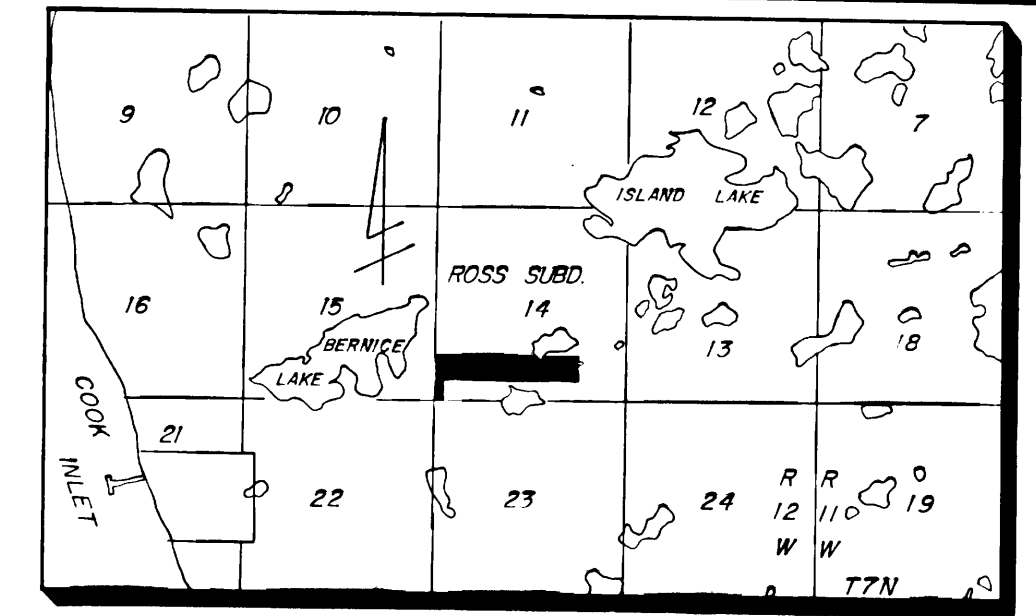 9 10 11 12 7
ISLAND LAKE
ROSS SUBD.
16 15 14 13 18
BERNICE
LAKE
COOK
INLET
21
22 23 24 19
R R
12 11
W W
T7N